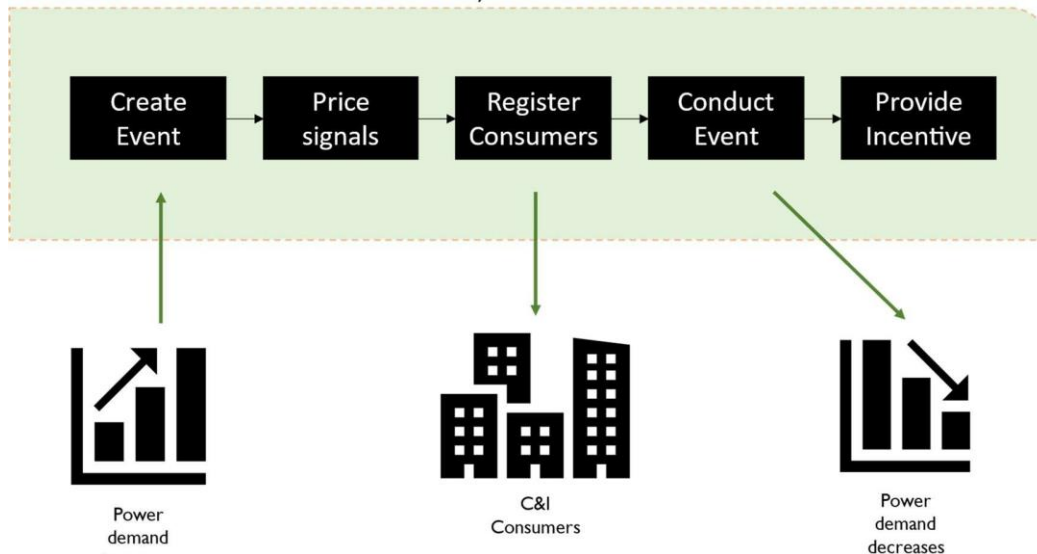 Create
Event
Price
signals
Register
Consumers
Conduct
Event
Provide
Incentive
Power
demand
C&I
Consumers
Power
demand
decreases